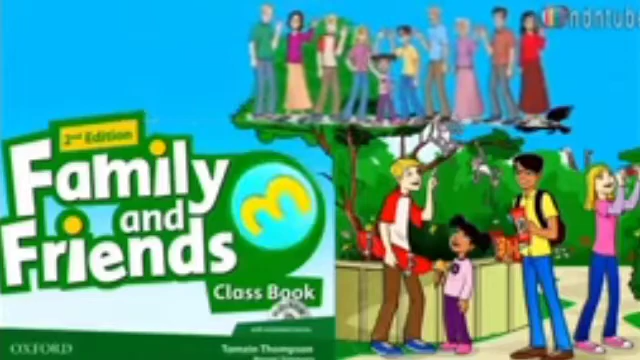 2nd Edition
Family
and
Friends
3
Class Book
OXFORD
Tamzin Thompson